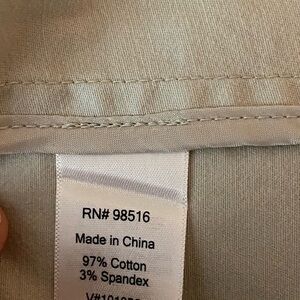 RN# 98516
Made in China
97% Cotton
3% Spandex